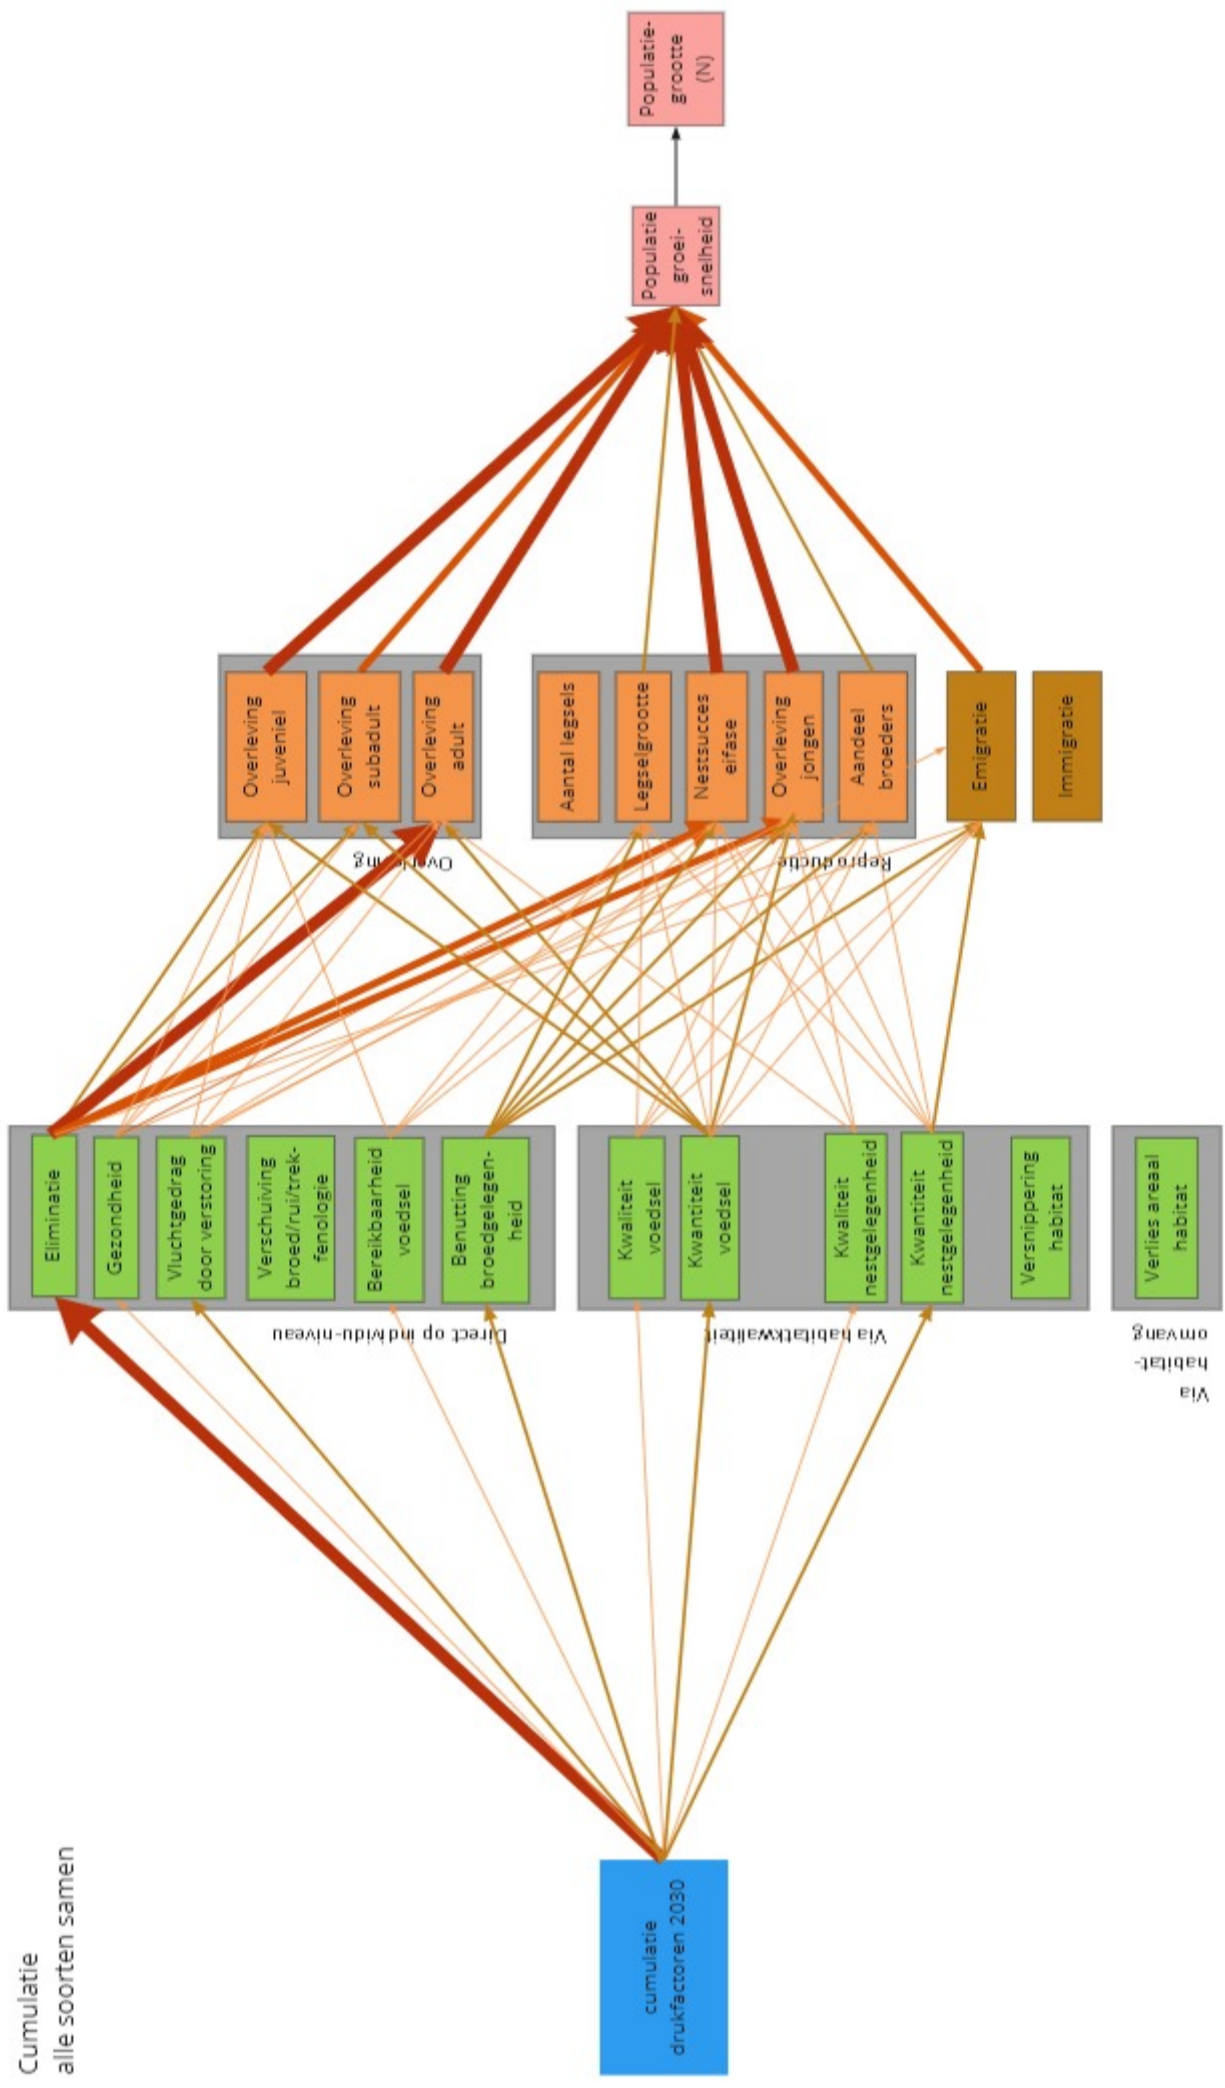 Cumulatie
alle soorten samen
cumulatie
drukfactoren 2030
Direct op individu-niveau
Eliminatie
Gezondheid
Vluchtgedrag
door verstoring
Verschuiving
broed/rui/trek-
fenologie
Bereikbaarheid
voedsel
Benutting
broedgelegen-
heid
Via habitatkwaliteit
Kwaliteit
voedsel
Kwantiteit
voedsel
Kwaliteit
nestgelegenheid
Kwantiteit
nestgelegenheid
Versnippering
habitat
Via
habitat-
omvang
Verlies areaal
habitat
Overleving
Overleving
juveniel
Overleving
subadult
Overleving
adult
Reproductie
Aantal legsels
Legselgrootte
Nestsucces
eifase
Overleving
jongen
Aandeel
broeders
Emigratie
Immigratie
Populatie
groei-
snelheid
Populatie-
grootte
(N)